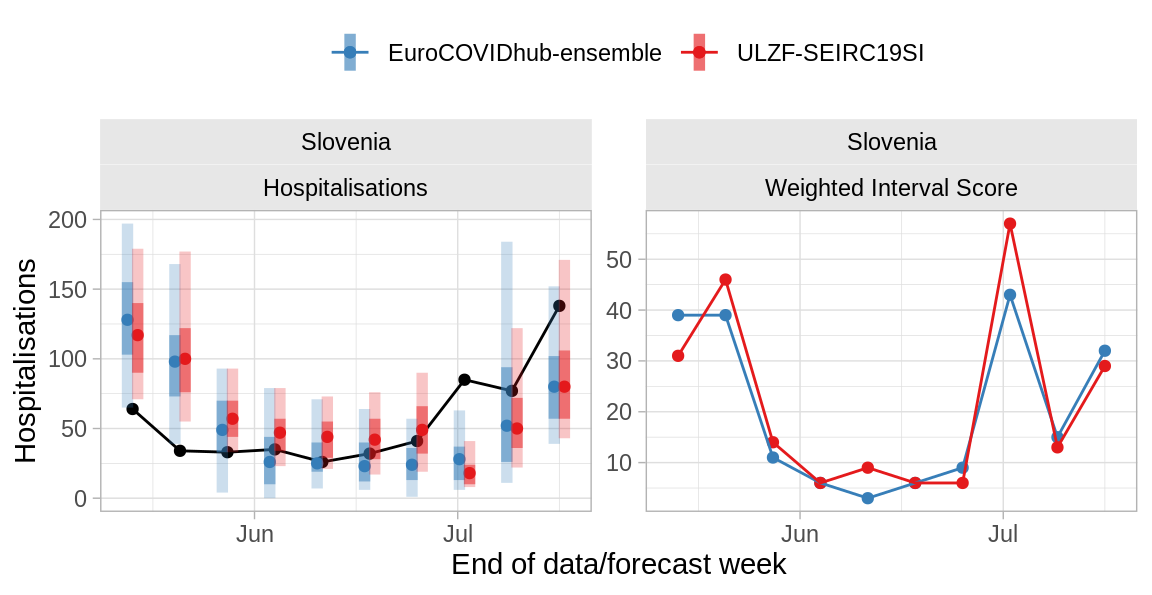 EuroCOVIDhub-ensemble ULZF-SEIRC19SI
Slovenia
Hospitalisations
Slovenia
Weighted Interval Score
Hospitalisations
200
150
100
50
0
50
40
30
20
10
Jun Jul
Jun Jul
End of data/forecast week